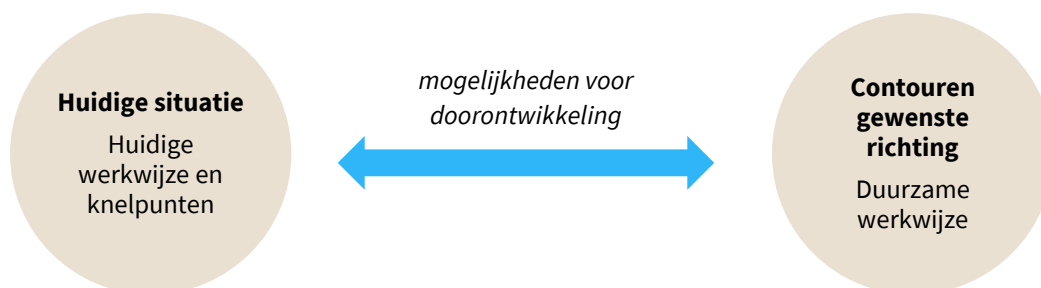 Huidige situatie
Huidige
werkwijze en
knelpunten
mogelijkheden voor
doorontwikkeling
Contouren
gewenste
richting
Duurzame
werkwijze